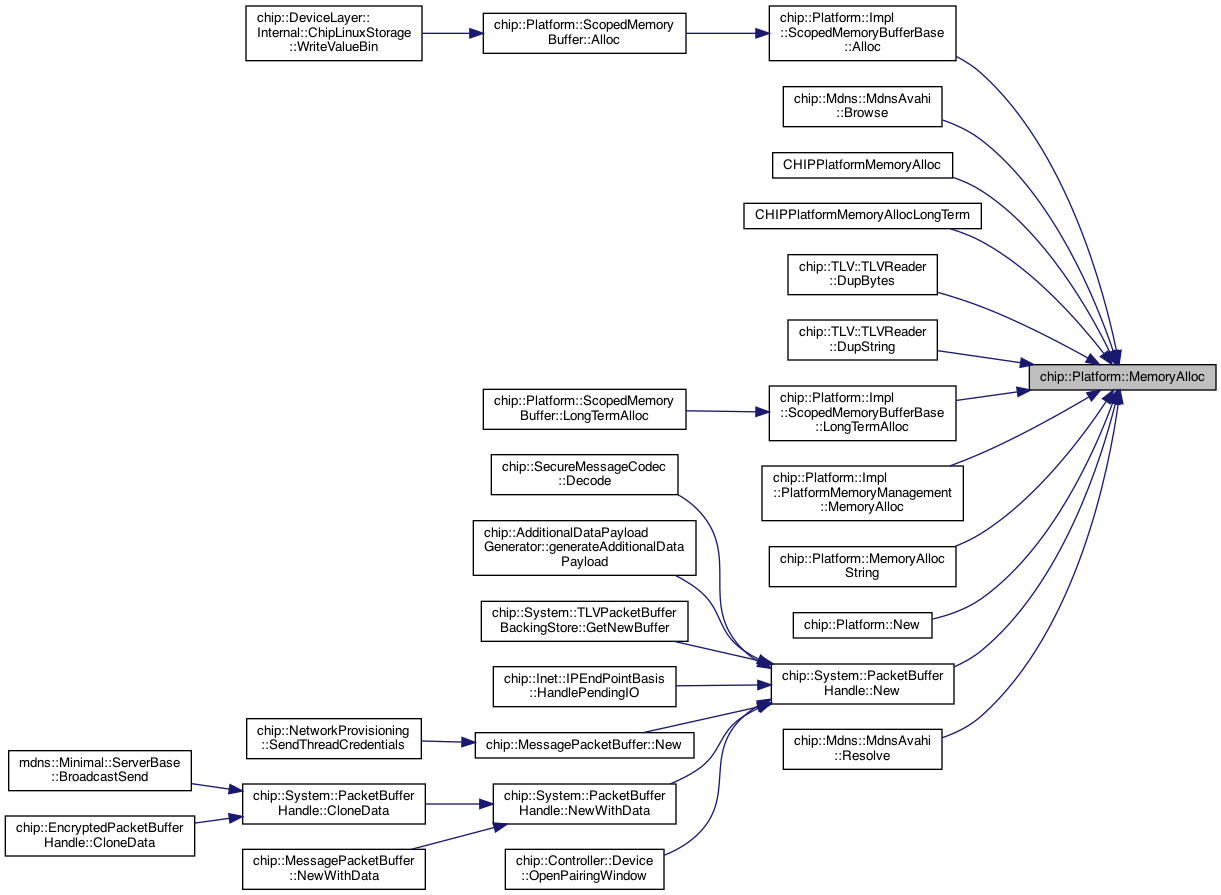 chip::DeviceLayer::
Internal::ChipLinuxStorage
::WriteValueBin
chip::Platform::ScopedMemory
Buffer::Alloc
chip::Platform::Impl
::ScopedMemoryBufferBase
::Alloc
chip::Mdns::MdnsAvahi
::Browse
CHIPPlatformMemoryAlloc
CHIPPlatformMemoryAllocLongTerm
chip::TLV::TLVReader
::DupBytes
chip::TLV::TLVReader
::DupString
chip::Platform::MemoryAlloc
chip::Platform::ScopedMemory
Buffer::LongTermAlloc
chip::Platform::Impl
::ScopedMemoryBufferBase
::LongTermAlloc
chip::SecureMessageCodec
::Decode
chip::Platform::Impl
::PlatformMemoryManagement
::MemoryAlloc
chip::AdditionalDataPayload
Generator::generateAdditionalData
Payload
chip::Platform::MemoryAlloc
String
chip::System::TLVPacketBuffer
BackingStore::GetNewBuffer
chip::Platform::New
chip::Inet::IPEndPointBasis
::HandlePendingIO
chip::System::PacketBuffer
Handle::New
chip::NetworkProvisioning
::SendThreadCredentials
chip::MessagePacketBuffer::New
chip::Mdns::MdnsAvahi
::Resolve
mdns::Minimal::ServerBase
::BroadcastSend
chip::System::PacketBuffer
Handle::CloneData
chip::System::PacketBuffer
Handle::NewWithData
chip::EncryptedPacketBuffer
Handle::CloneData
chip::MessagePacketBuffer
::NewWithData
chip::Controller::Device
::OpenPairingWindow